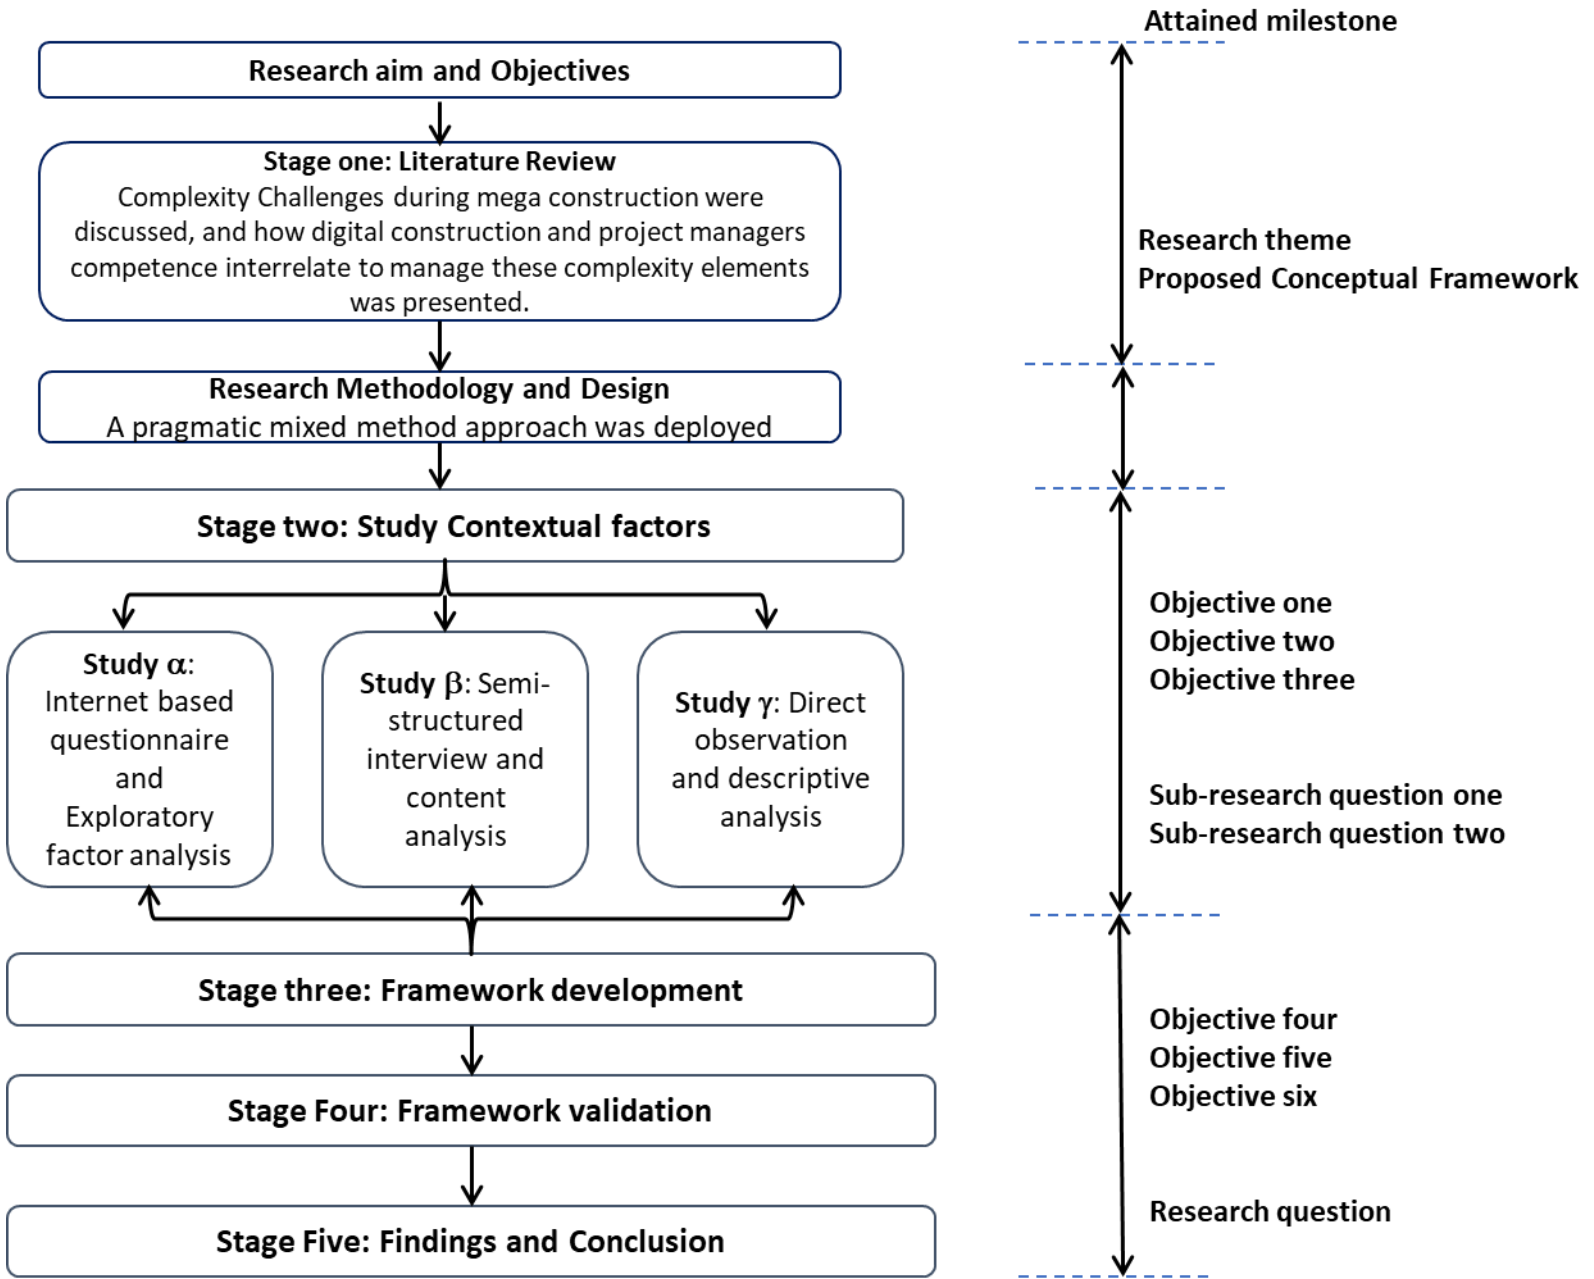 Attained milestone
Research aim and Objectives
Stage one: Literature Review
Complexity Challenges during mega construction were
discussed, and how digital construction and project managers
competence interrelate to manage these complexity elements
was presented.
Research theme
Proposed Conceptual Framework
Research Methodology and Design
A pragmatic mixed method approach was deployed
Stage two: Study Contextual factors
Study α:
Internet based
questionnaire
and
Exploratory
factor analysis
Study β: Semi-
structured
interview and
content
analysis
Study γ: Direct
observation
and descriptive
analysis
Objective one
Objective two
Objective three
Sub-research question one
Sub-research question two
Stage three: Framework development
Stage Four: Framework validation
Stage Five: Findings and Conclusion
Objective four
Objective five
Objective six
Research question